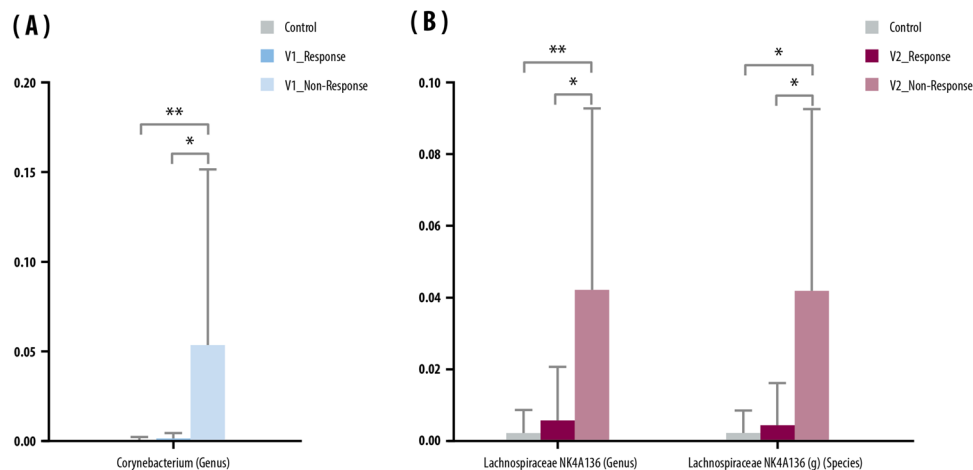 (A)
Control
V1_Response
V1_Non-Response
0.20
0.15
0.10
0.05
0.00
**
*
Corynebacterium (Genus)
(B)
Control
V2_Response
V2_Non-Response
0.10
0.08
0.06
0.04
0.02
0.00
**
*
*
*
Lachnospiraceae NK4A136 (Genus)
Lachnospiraceae NK4A136 (g) (Species)